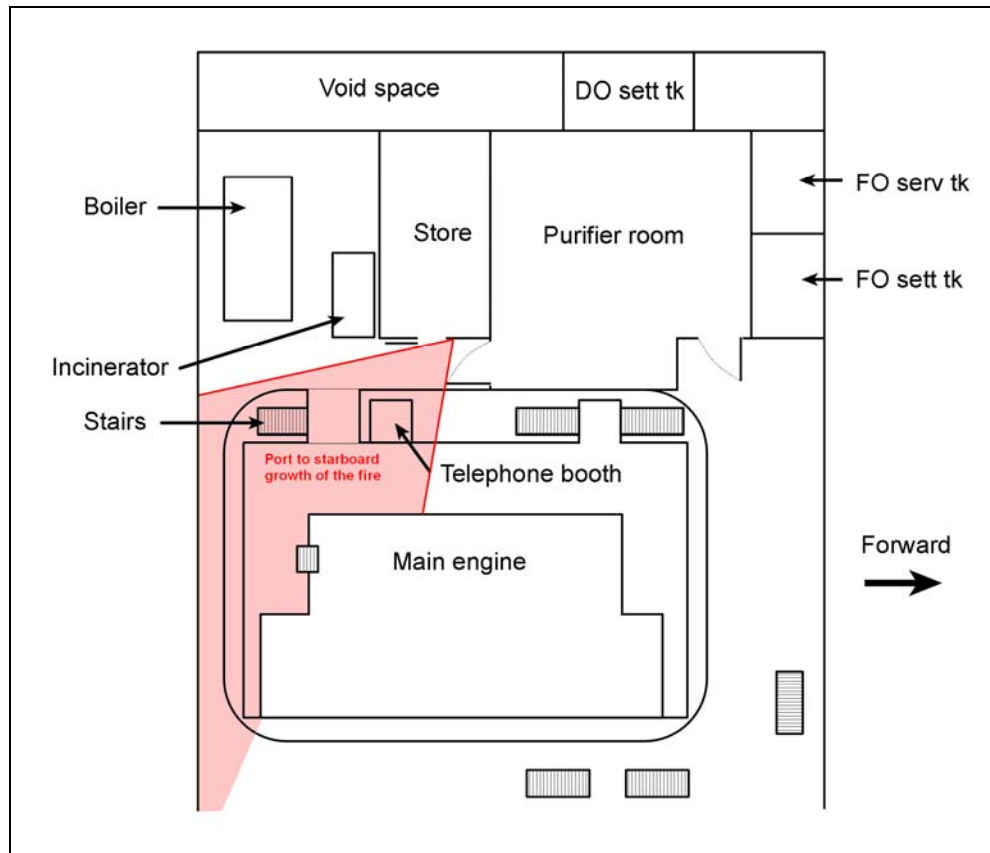 Void space
DO sett tk
FO serv tk
Boiler
Store
Purifier room
FO sett tk
Incinerator
Stairs
Port to starboard
growth of the fire
Telephone booth
Main engine
Forward